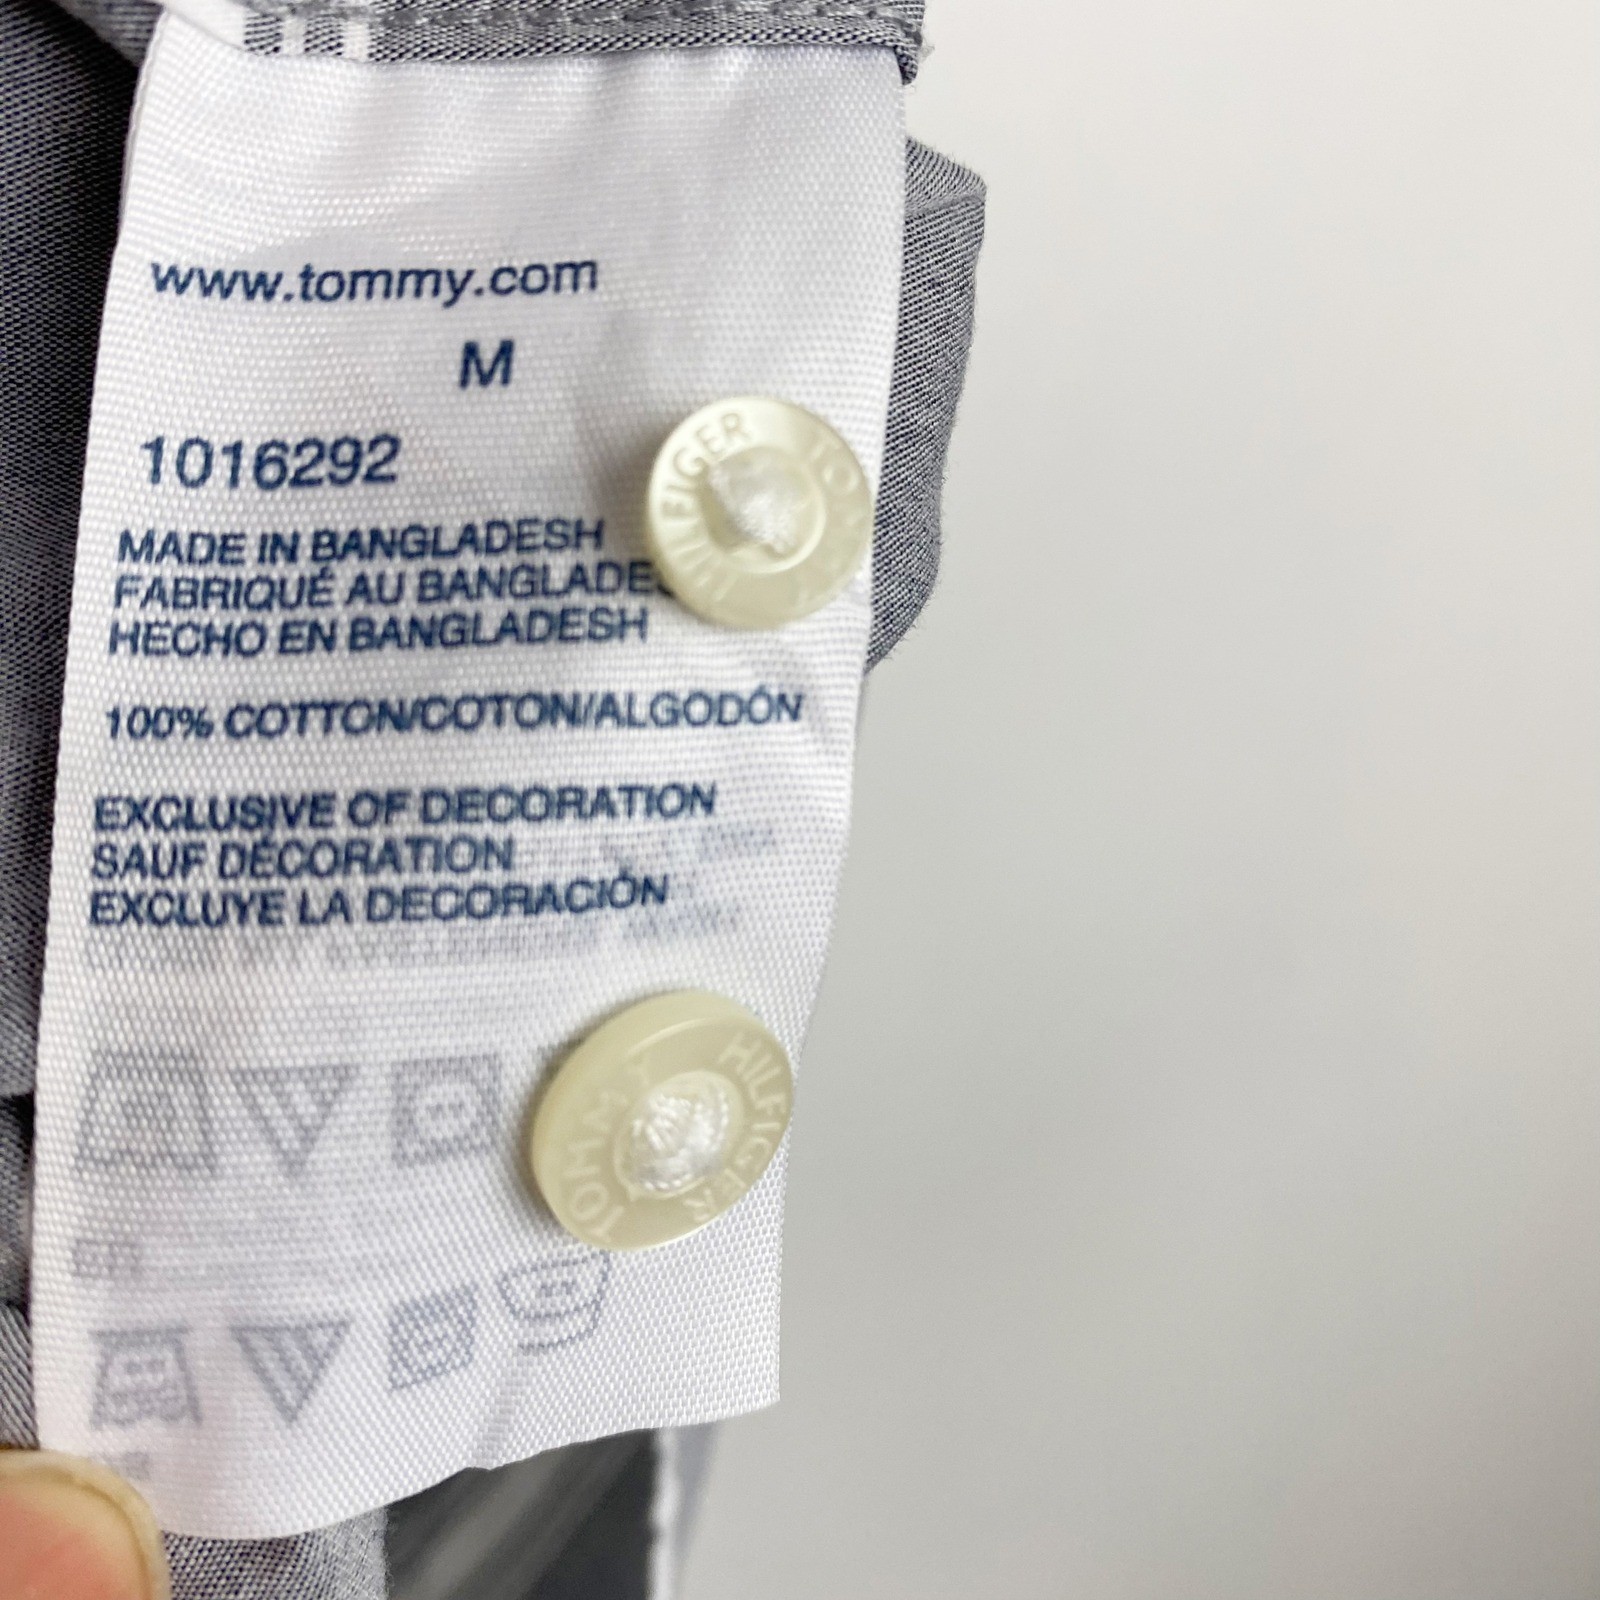 www.tommy.com
M
1016292
MADE IN BANGLADESH
FABRIQUÉ AU BANGLADE
HECHO EN BANGLADESH
100% COTTON/COTON/ALGODÓN
EXCLUSIVE OF DECORATION
SAUF DÉCORATION
EXCLUYE LA DECORACIÓN
HILFIGER TOMMY
TOMMY HILFIGER